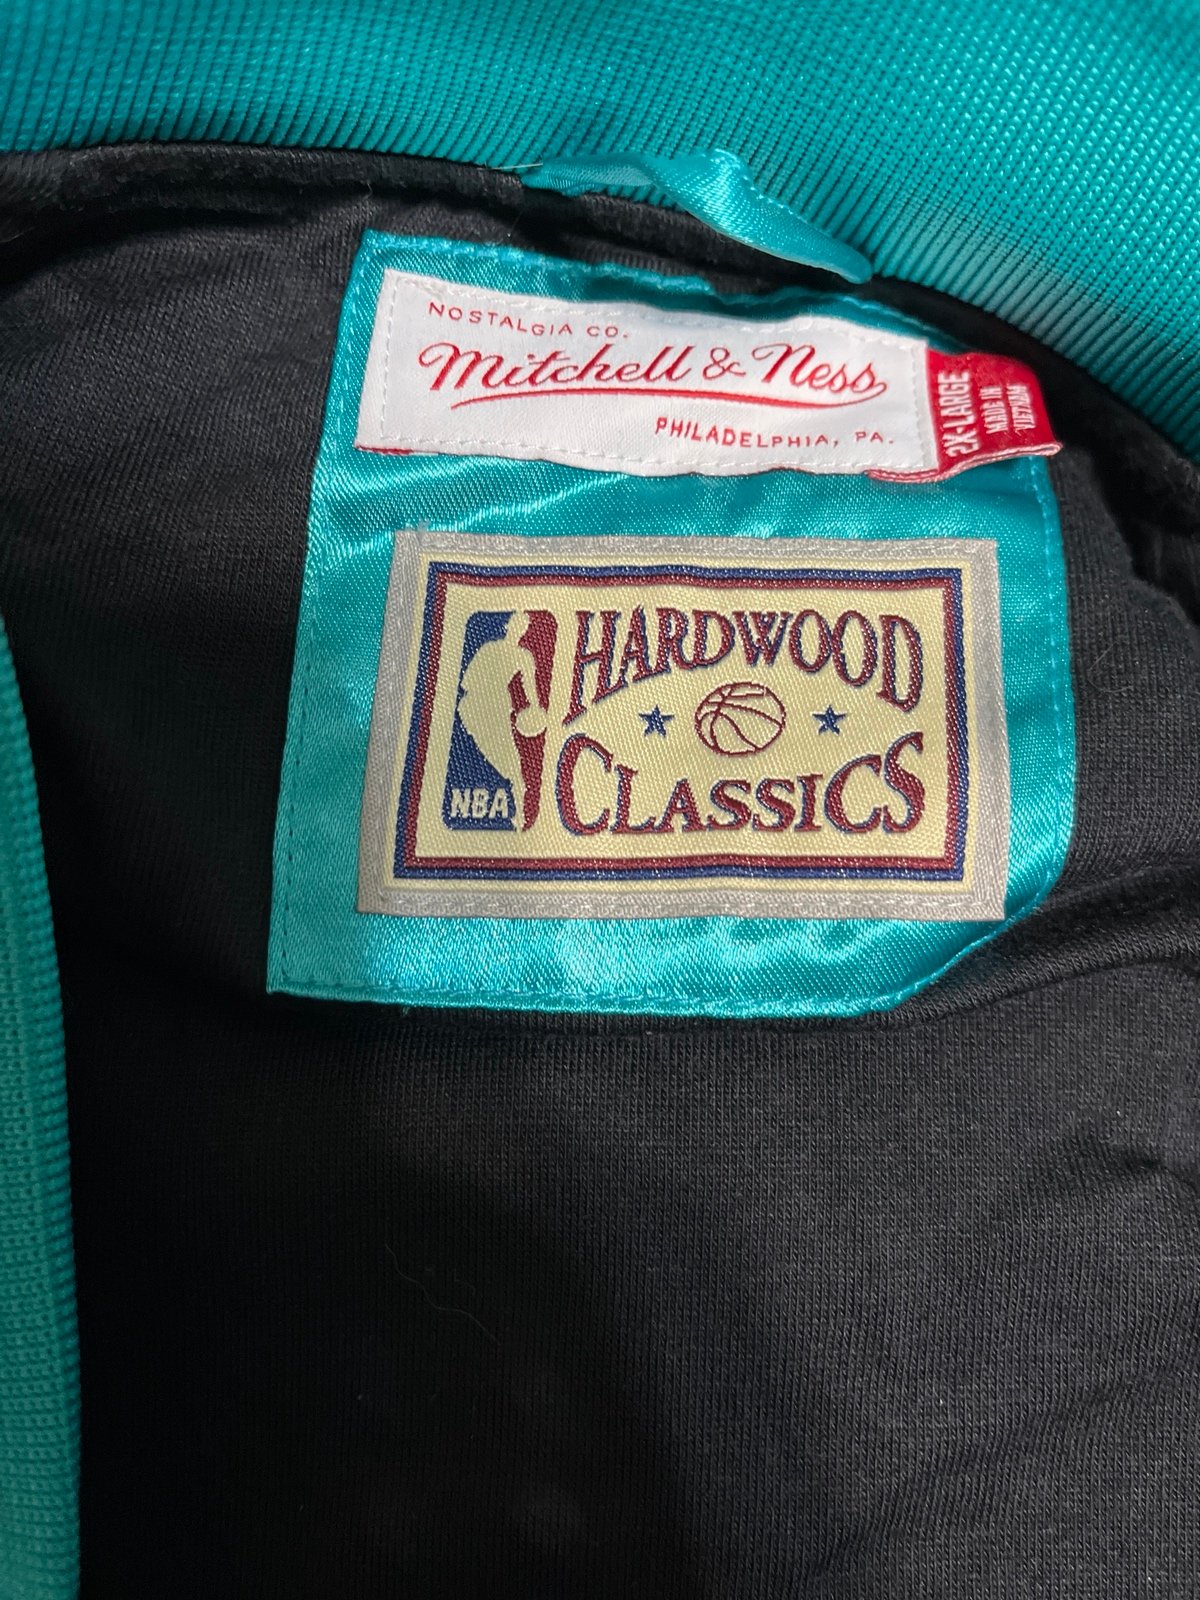 NOSTALGIA CO.
Mitchell & Ness
PHILADELPHIA, PA.
2X-LARGE
MADE IN
VIETNAM
HARDWOOD
CLASSICS
NBA